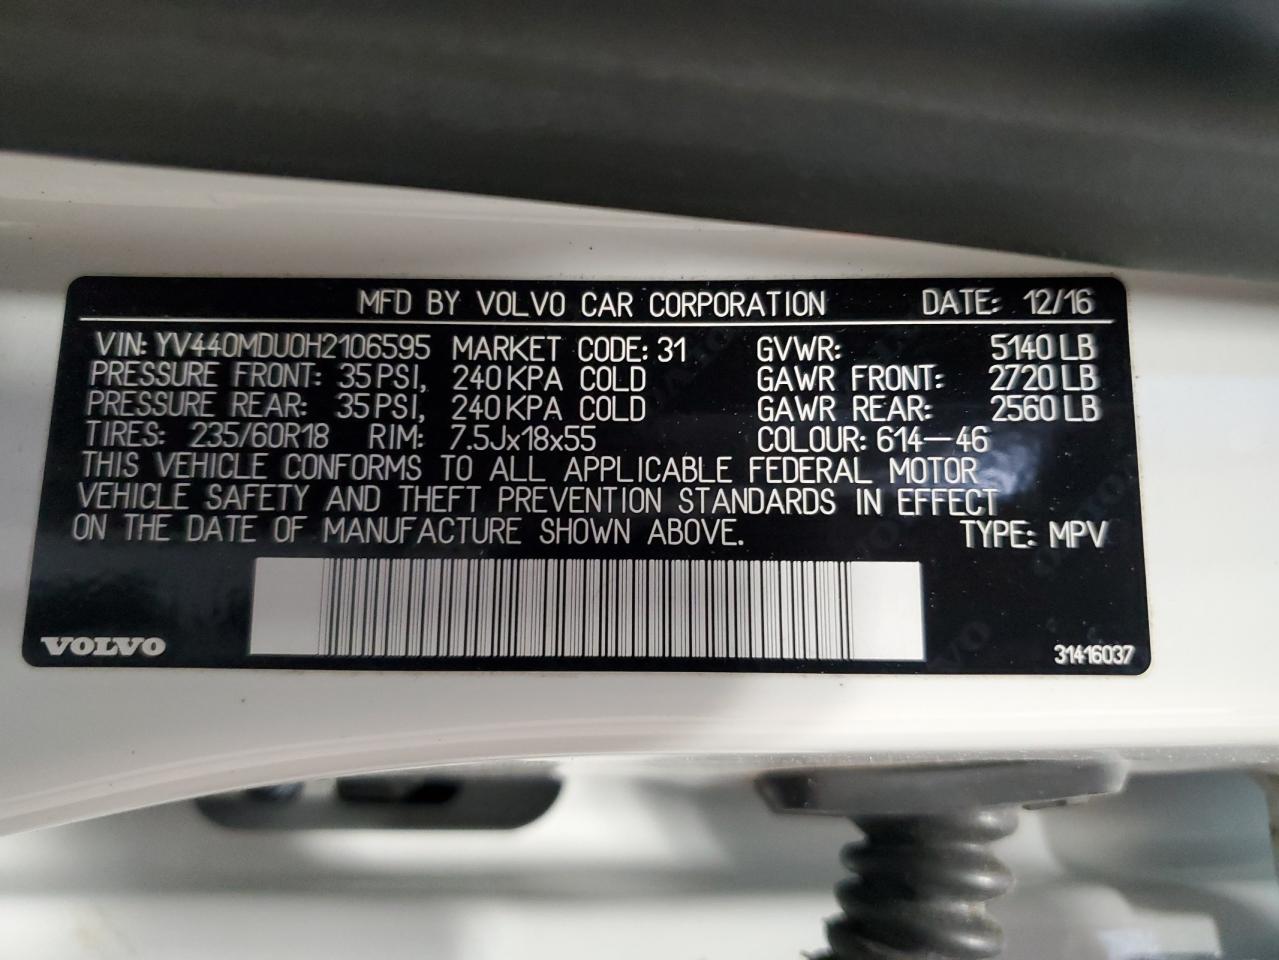 MFD BY VOLVO CAR CORPORATION DATE: 12/16
VIN: YV440MDU0H2106595 MARKET CODE: 31 GVWR: 5140 LB
PRESSURE FRONT: 35 PSI, 240 KPA COLD GAWR FRONT: 2720 LB
PRESSURE REAR: 35 PSI, 240 KPA COLD GAWR REAR: 2560 LB
TIRES: 235/60R18 RIM: 7.5Jx18x55 COLOUR: 614-46
THIS VEHICLE CONFORMS TO ALL APPLICABLE FEDERAL MOTOR
VEHICLE SAFETY AND THEFT PREVENTION STANDARDS IN EFFECT
ON THE DATE OF MANUFACTURE SHOWN ABOVE. TYPE: MPV
VOLVO
31416037